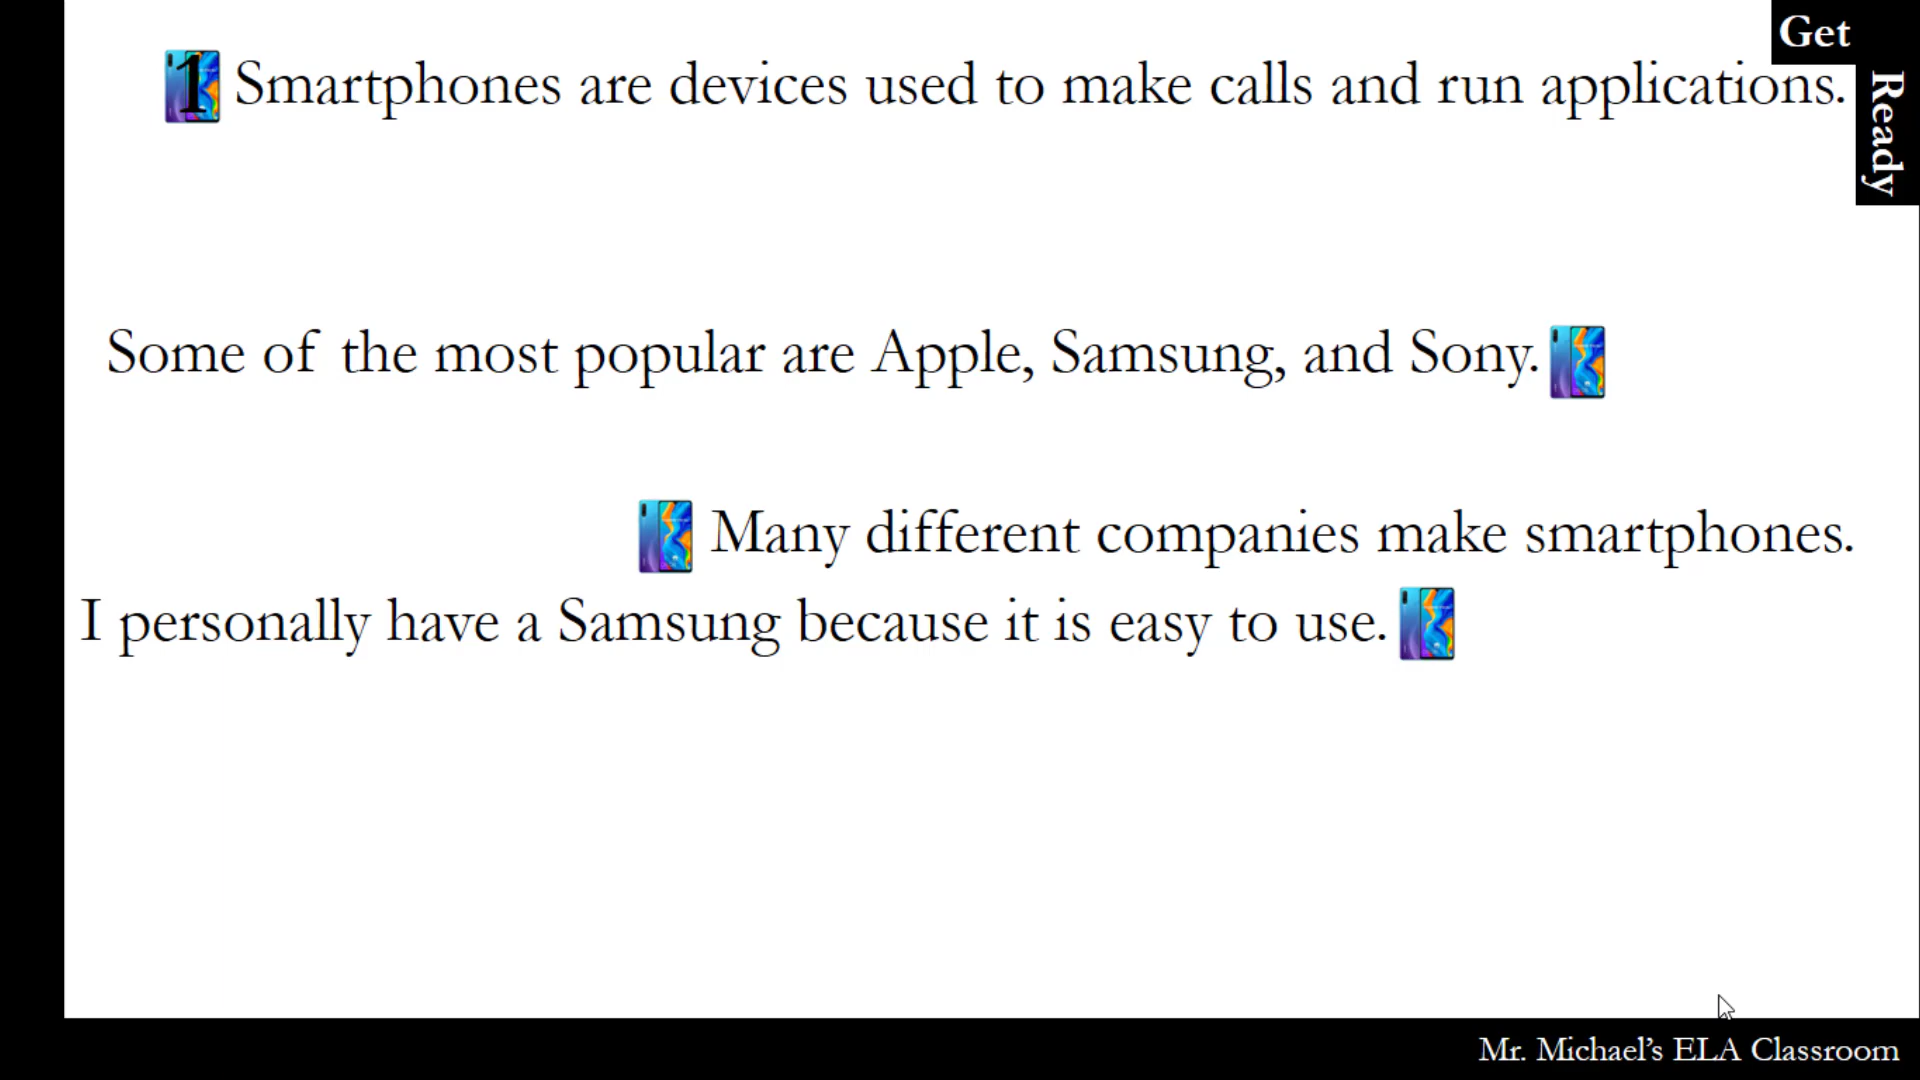 Get
Ready
1 Smartphones are devices used to make calls and run applications.
Some of the most popular are Apple, Samsung, and Sony.
Many different companies make smartphones.
I personally have a Samsung because it is easy to use.
Mr. Michael's ELA Classroom